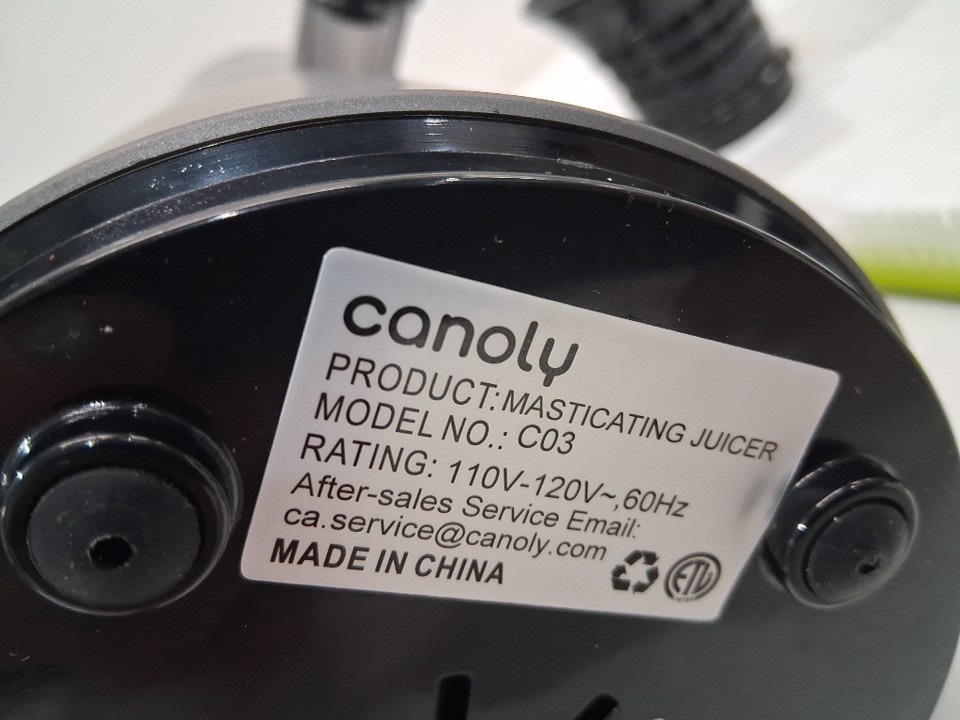 canoly
PRODUCT:MASTICATING JUICER
MODEL NO.: C03
RATING: 110V-120V~,60Hz
After-sales Service Email:
ca.service@canoly.com
MADE IN CHINA
ETL